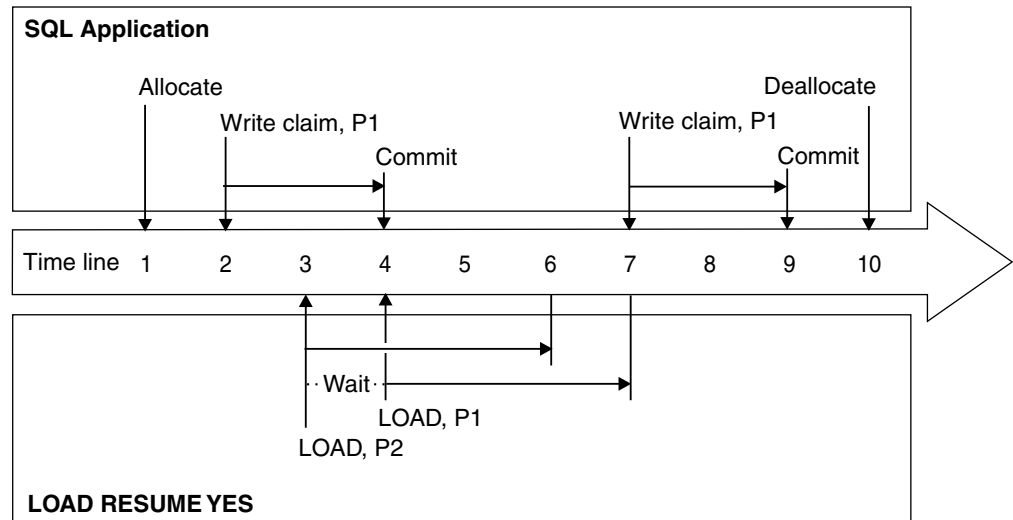 SQL Application
Allocate
Deallocate
Write claim, P1
Write claim, P1
Commit
Commit
Time line 1 2 3 4 5 6 7 8 9 10
Wait
LOAD, P1
LOAD, P2
LOAD RESUME YES